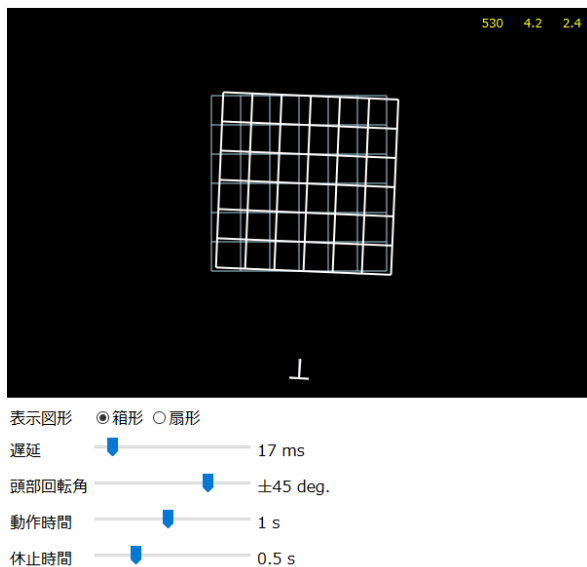 530 4.2 2.4
表示図形 箱形 扇形
遅延 17 ms
頭部回転角 ±45 deg.
動作時間 1 s
休止時間 0.5 s